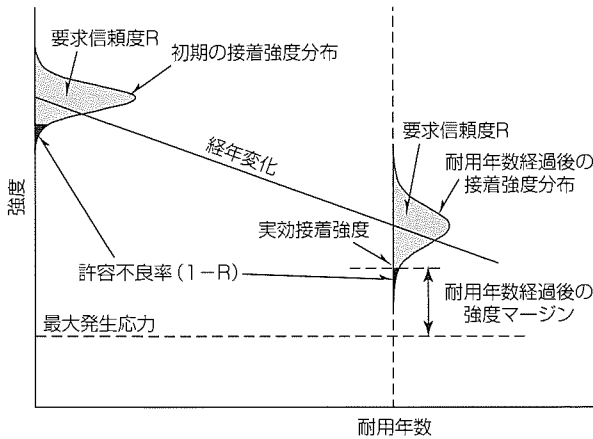 要求信頼度R
初期の接着強度分布
経年変化
要求信頼度R
耐用年数経過後の
接着強度分布
強度
実効接着強度
許容不良率(1-R)
耐用年数経過後の
強度マージン
最大発生応力
耐用年数